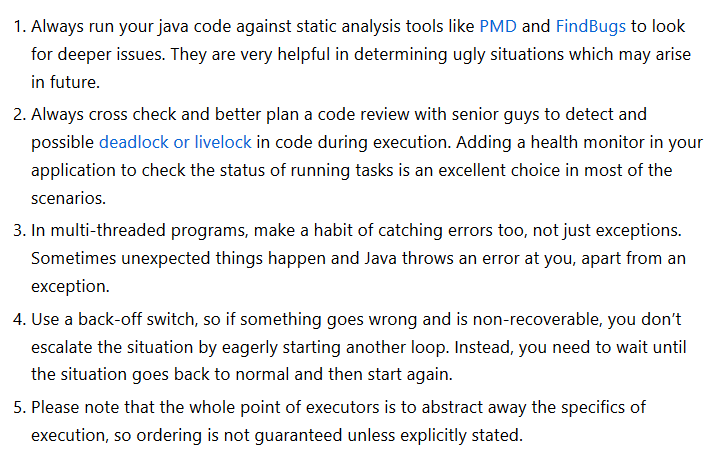 1. Always run your java code against static analysis tools like PMD and FindBugs to look
for deeper issues. They are very helpful in determining ugly situations which may arise
in future.
2. Always cross check and better plan a code review with senior guys to detect and
possible deadlock or livelock in code during execution. Adding a health monitor in your
application to check the status of running tasks is an excellent choice in most of the
scenarios.
3. In multi-threaded programs, make a habit of catching errors too, not just exceptions.
Sometimes unexpected things happen and Java throws an error at you, apart from an
exception.
4. Use a back-off switch, so if something goes wrong and is non-recoverable, you don’t
escalate the situation by eagerly starting another loop. Instead, you need to wait until
the situation goes back to normal and then start again.
5. Please note that the whole point of executors is to abstract away the specifics of
execution, so ordering is not guaranteed unless explicitly stated.